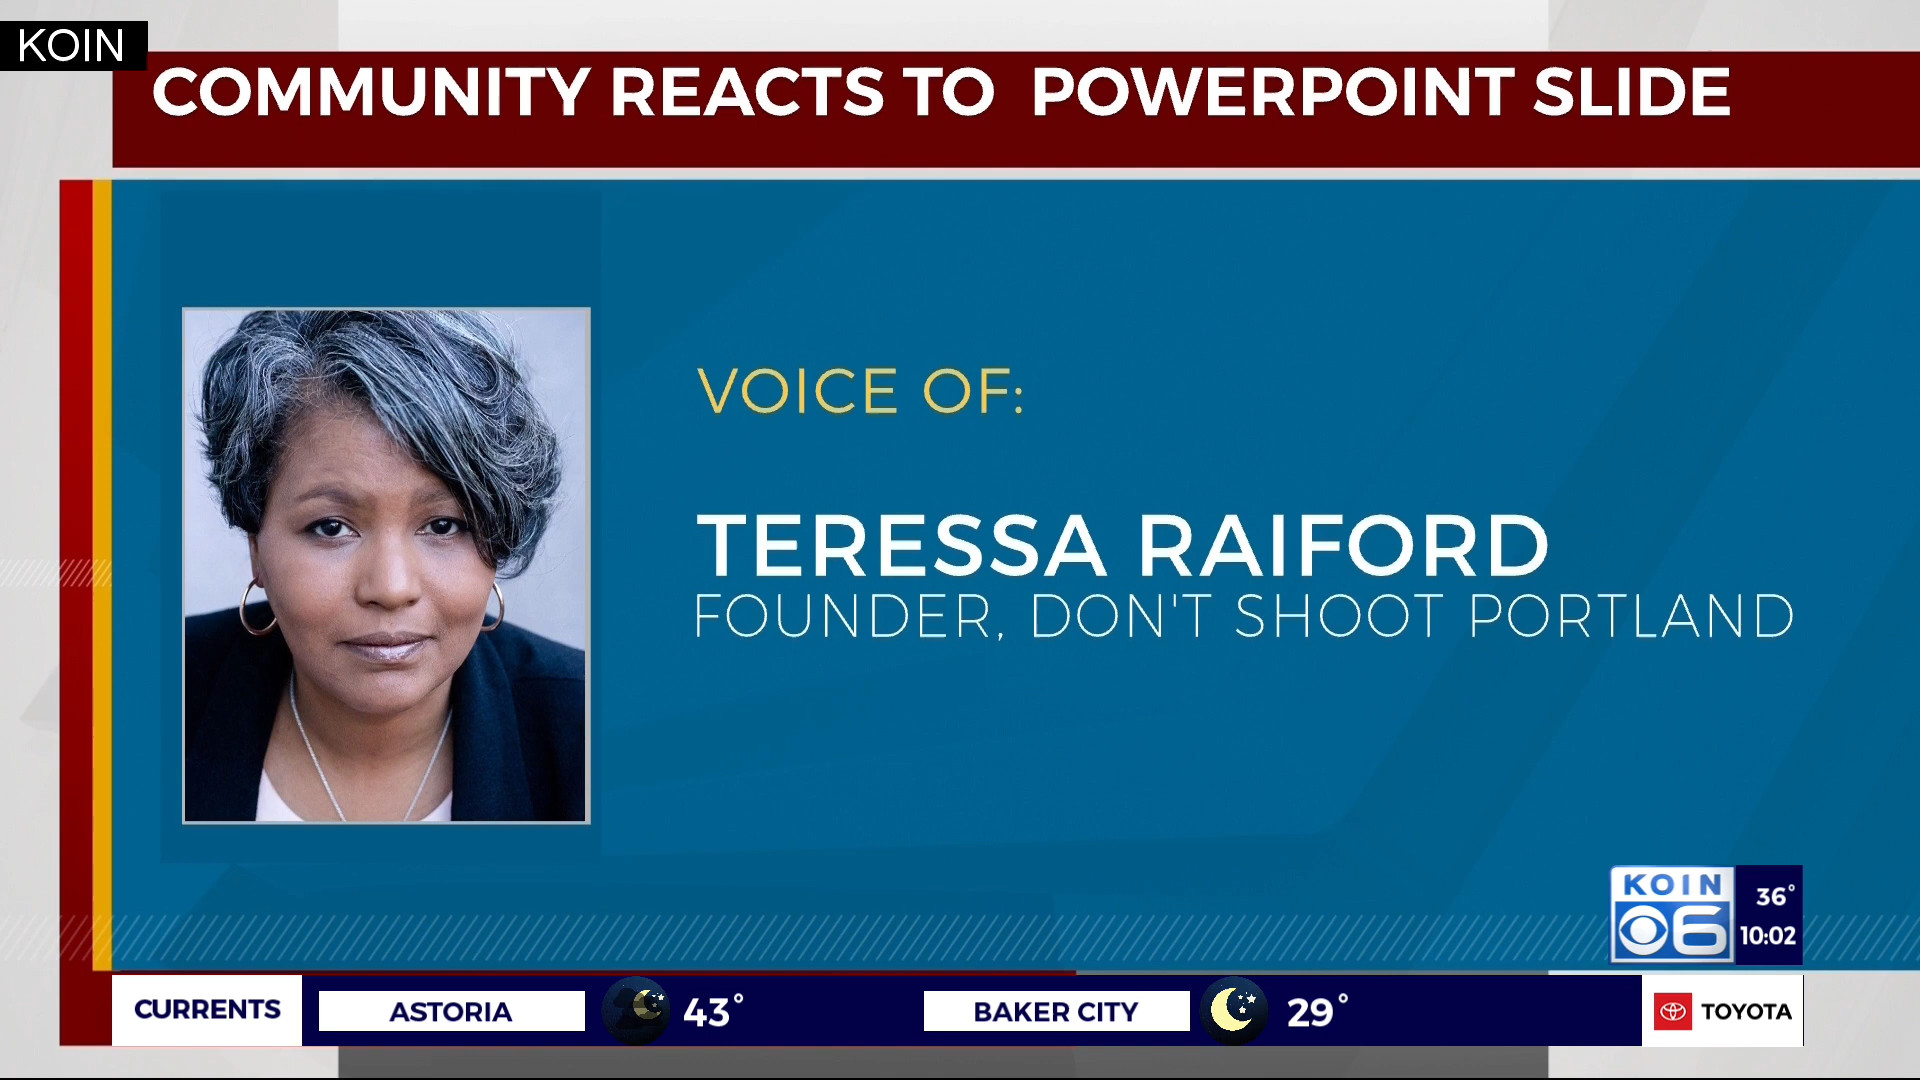 KOIN
COMMUNITY REACTS TO POWERPOINT SLIDE
VOICE OF:
TERESSA RAIFORD
FOUNDER, DON'T SHOOT PORTLAND
KOIN
6
36°
10:02
CURRENTS
ASTORIA
43°
BAKER CITY
29°
TOYOTA